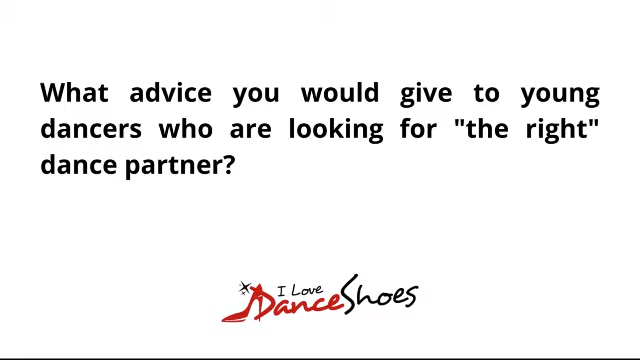 What advice you would give to young
dancers who are looking for "the right"
dance partner?
I Love
DanceShoes